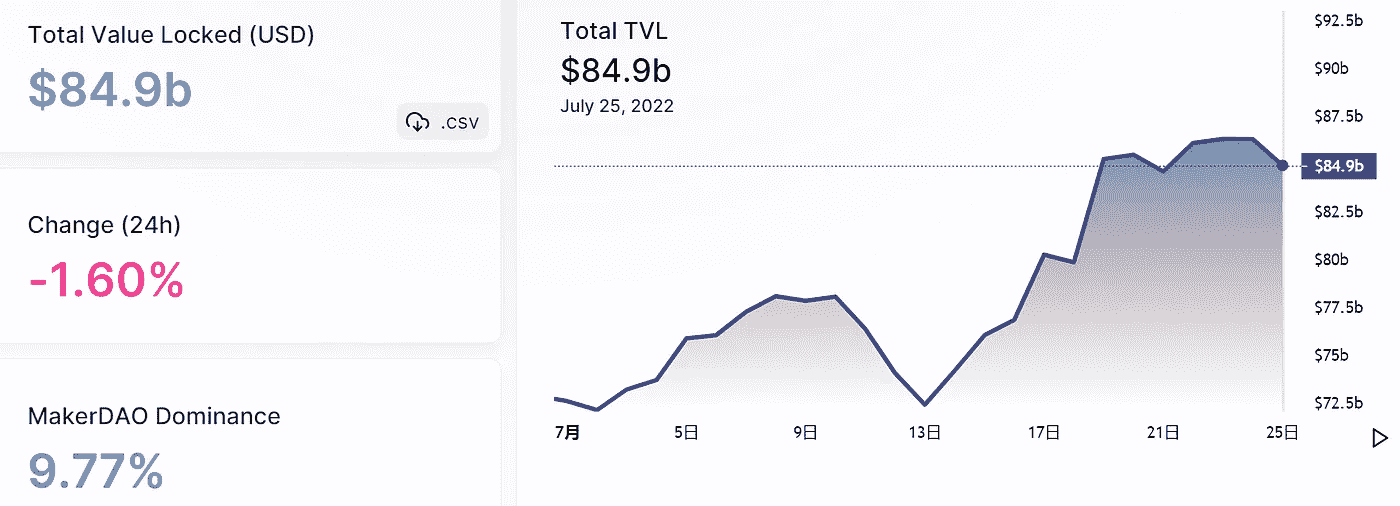 Total Value Locked (USD)
$84.9b
.csv
Change (24h)
-1.60%
MakerDAO Dominance
9.77%
Total TVL
$84.9b
July 25, 2022
$92.5b
$90b
$87.5b
$84.9b
$82.5b
$80b
$77.5b
$75b
$72.5b
7月 5日 9日 13日 17日 21日 25日